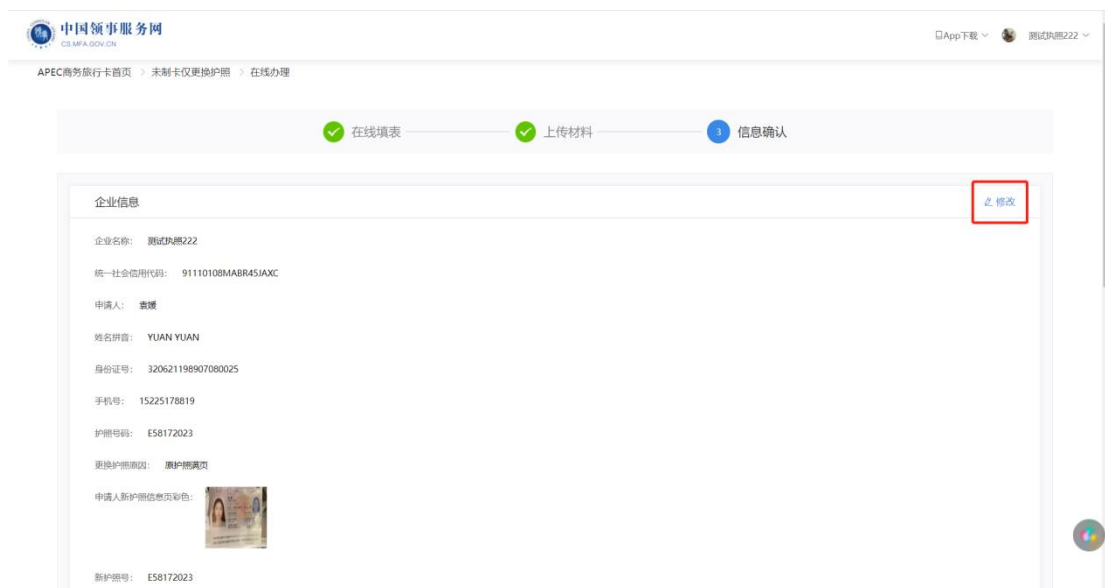 中国领事服务网
CS.MFA.GOV.CN
App下载 测试执照222
APEC商务旅行卡首页 > 未制卡仅更换护照 > 在线办理
在线填表 上传材料 3 信息确认
企业信息 修改
企业名称: 测试执照222
统一社会信用代码: 91110108MABR45JAXC
申请人: 袁媛
姓名拼音: YUAN YUAN
身份证号: 320621198907080025
手机号: 15225178819
护照号码: E58172023
更换护照原因: 原护照满页
申请人新护照信息页彩色:
新护照号: E58172023